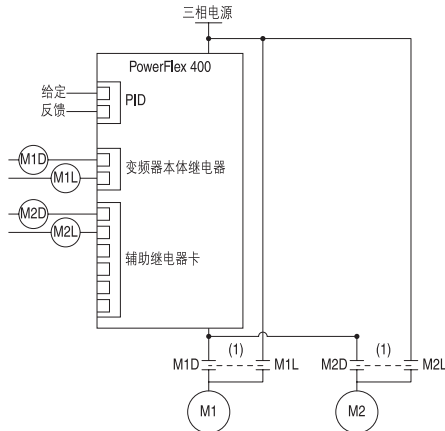 三相电源
PowerFlex 400
给定
反馈
PID
M1D
M1L
变频器本体继电器
M2D
M2L
辅助继电器卡
(1) (1)
M1D M1L M2D M2L
M1 M2